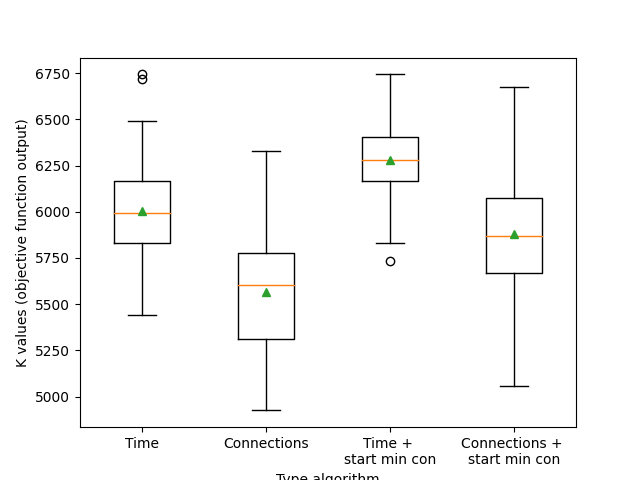 K values (objective function output)
6750
6500
6250
6000
5750
5500
5250
5000
Time
Connections
Time +
start min con
Connections +
start min con
Type algorithm